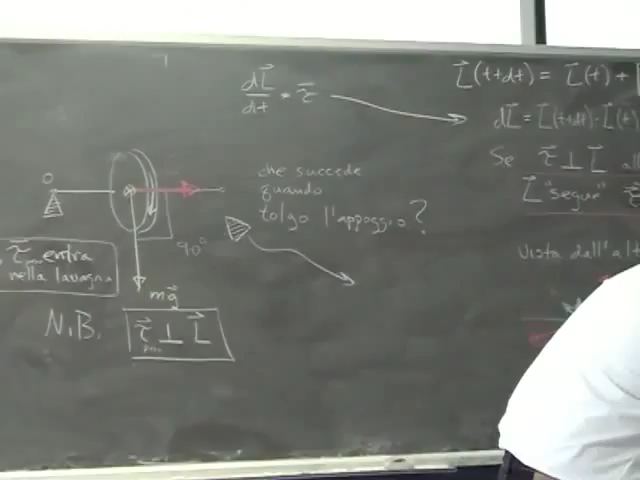 dL⃗/dt = τ⃗
L⃗(t+dt) = L⃗(t) +
dL⃗ = L⃗(t+dt) - L⃗(t)
Se τ⃗ ⊥ L⃗
L⃗ "segue" τ⃗
Vista dall'alt
che succede
quando
tolgo l'appoggio?
O
90°
mg⃗
τ⃗ entra
nella lavagna
N.B. τ⃗ ⊥ L⃗